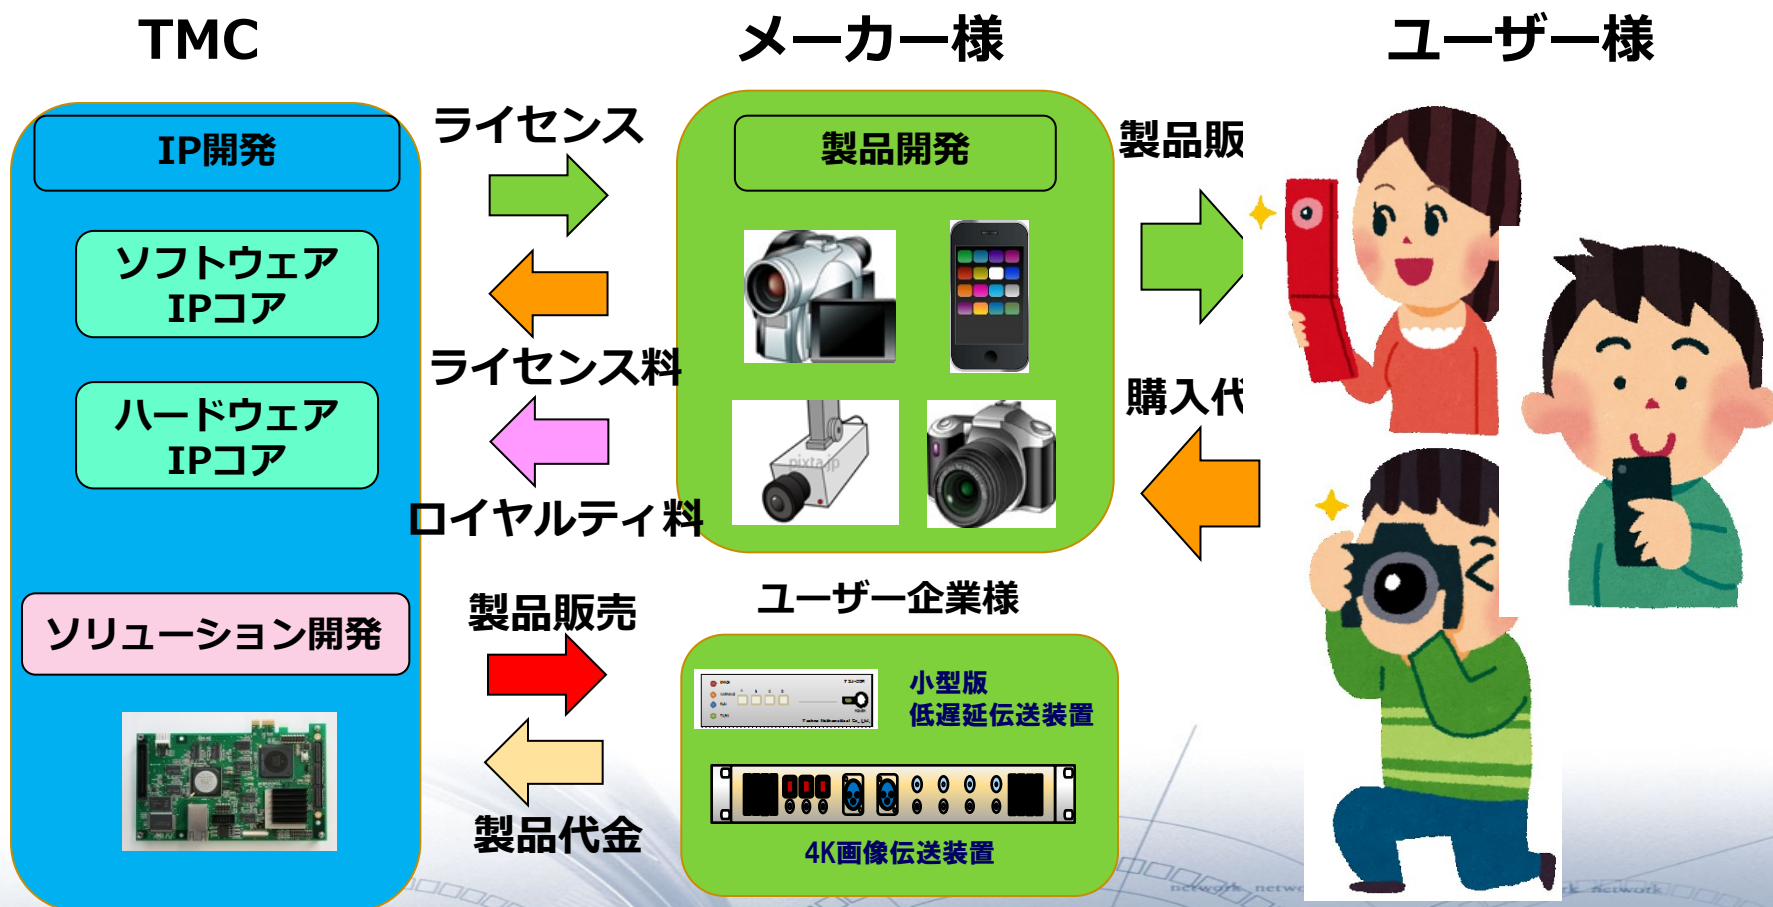 TMC
メーカー様
ユーザー様
IP開発
ソフトウェア
IPコア
ハードウェア
IPコア
ソリューション開発
ライセンス
ライセンス料
ロイヤルティ料
製品販売
製品代金
製品開発
pixta.jp
製品販
購入代
ユーザー企業様
小型版
低遅延伝送装置
4K画像伝送装置
network
network